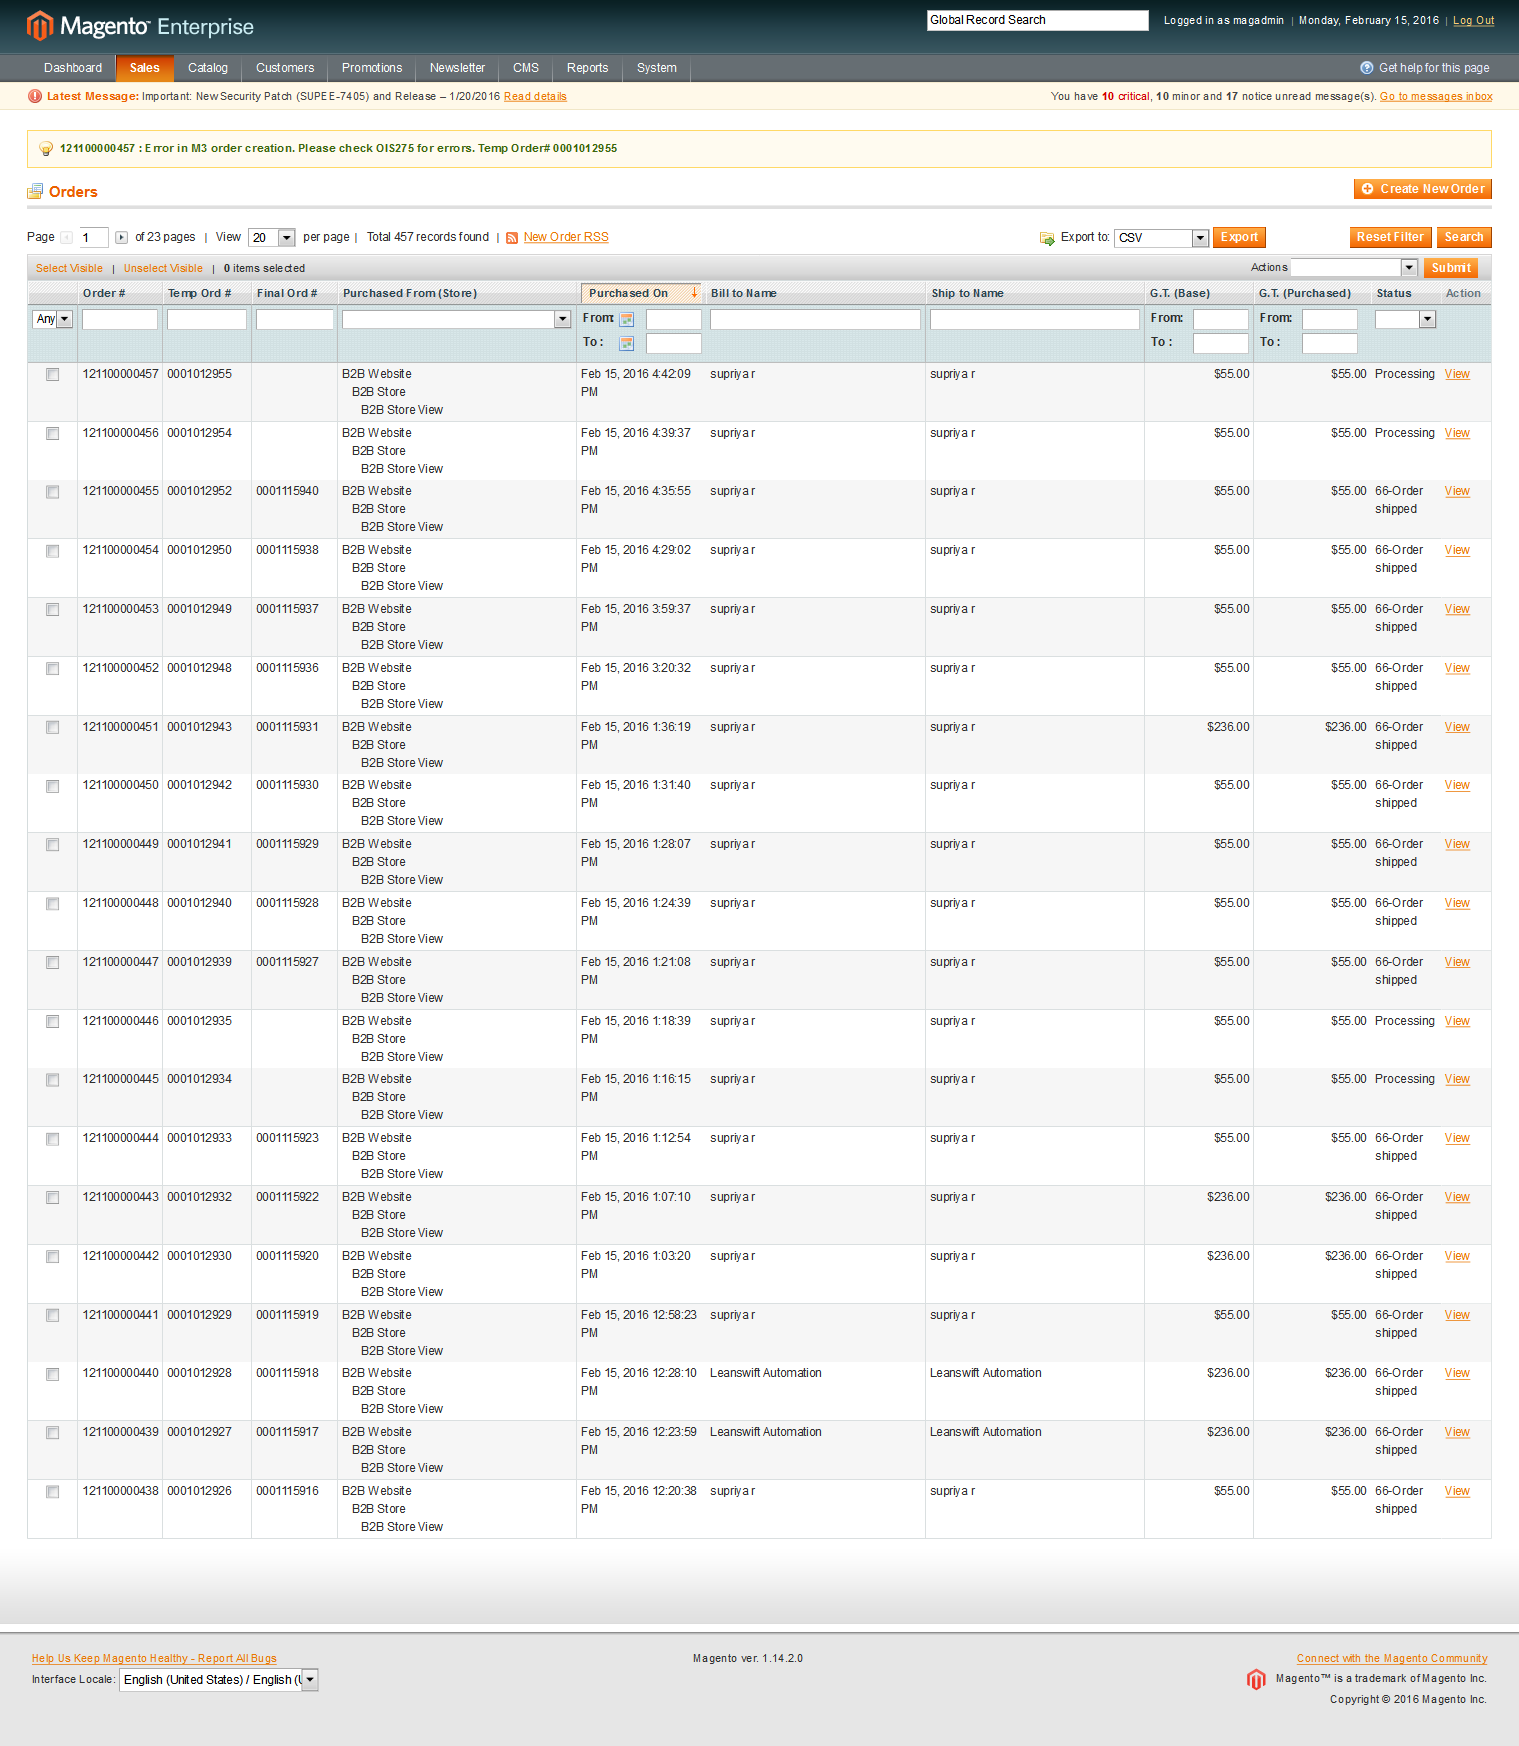 Magento Enterprise
Global Record Search
Logged in as magadmin | Monday, February 15, 2016 | Log Out
Dashboard Sales Catalog Customers Promotions Newsletter CMS Reports System Get help for this page
Latest Message: Important: New Security Patch (SUPEE-7405) and Release – 1/20/2016 Read details You have 10 critical, 10 minor and 17 notice unread message(s). Go to messages inbox
121100000457 : Error in M3 order creation. Please check OIS275 for errors. Temp Order# 0001012955
Orders Create New Order
Page 1 of 23 pages | View 20 per page | Total 457 records found | New Order RSS Export to: CSV Export Reset Filter Search
Select Visible | Unselect Visible | 0 items selected Actions Submit
Order # Temp Ord # Final Ord # Purchased From (Store) Purchased On Bill to Name Ship to Name G.T. (Base) G.T. (Purchased) Status Action
Any From: From: From:
To : To : To :
121100000457 0001012955 B2B Website Feb 15, 2016 4:42:09 supriya r supriya r $55.00 $55.00 Processing View
B2B Store PM
B2B Store View
121100000456 0001012954 B2B Website Feb 15, 2016 4:39:37 supriya r supriya r $55.00 $55.00 Processing View
B2B Store PM
B2B Store View
121100000455 0001012952 0001115940 B2B Website Feb 15, 2016 4:35:55 supriya r supriya r $55.00 $55.00 66-Order View
B2B Store PM shipped
B2B Store View
121100000454 0001012950 0001115938 B2B Website Feb 15, 2016 4:29:02 supriya r supriya r $55.00 $55.00 66-Order View
B2B Store PM shipped
B2B Store View
121100000453 0001012949 0001115937 B2B Website Feb 15, 2016 3:59:37 supriya r supriya r $55.00 $55.00 66-Order View
B2B Store PM shipped
B2B Store View
121100000452 0001012948 0001115936 B2B Website Feb 15, 2016 3:20:32 supriya r supriya r $55.00 $55.00 66-Order View
B2B Store PM shipped
B2B Store View
121100000451 0001012943 0001115931 B2B Website Feb 15, 2016 1:36:19 supriya r supriya r $236.00 $236.00 66-Order View
B2B Store PM shipped
B2B Store View
121100000450 0001012942 0001115930 B2B Website Feb 15, 2016 1:31:40 supriya r supriya r $55.00 $55.00 66-Order View
B2B Store PM shipped
B2B Store View
121100000449 0001012941 0001115929 B2B Website Feb 15, 2016 1:28:07 supriya r supriya r $55.00 $55.00 66-Order View
B2B Store PM shipped
B2B Store View
121100000448 0001012940 0001115928 B2B Website Feb 15, 2016 1:24:39 supriya r supriya r $55.00 $55.00 66-Order View
B2B Store PM shipped
B2B Store View
121100000447 0001012939 0001115927 B2B Website Feb 15, 2016 1:21:08 supriya r supriya r $55.00 $55.00 66-Order View
B2B Store PM shipped
B2B Store View
121100000446 0001012935 B2B Website Feb 15, 2016 1:18:39 supriya r supriya r $55.00 $55.00 Processing View
B2B Store PM
B2B Store View
121100000445 0001012934 B2B Website Feb 15, 2016 1:16:15 supriya r supriya r $55.00 $55.00 Processing View
B2B Store PM
B2B Store View
121100000444 0001012933 0001115923 B2B Website Feb 15, 2016 1:12:54 supriya r supriya r $55.00 $55.00 66-Order View
B2B Store PM shipped
B2B Store View
121100000443 0001012932 0001115922 B2B Website Feb 15, 2016 1:07:10 supriya r supriya r $236.00 $236.00 66-Order View
B2B Store PM shipped
B2B Store View
121100000442 0001012930 0001115920 B2B Website Feb 15, 2016 1:03:20 supriya r supriya r $236.00 $236.00 66-Order View
B2B Store PM shipped
B2B Store View
121100000441 0001012929 0001115919 B2B Website Feb 15, 2016 12:58:23 supriya r supriya r $55.00 $55.00 66-Order View
B2B Store PM shipped
B2B Store View
121100000440 0001012928 0001115918 B2B Website Feb 15, 2016 12:28:10 Leanswift Automation Leanswift Automation $236.00 $236.00 66-Order View
B2B Store PM shipped
B2B Store View
121100000439 0001012927 0001115917 B2B Website Feb 15, 2016 12:23:59 Leanswift Automation Leanswift Automation $236.00 $236.00 66-Order View
B2B Store PM shipped
B2B Store View
121100000438 0001012926 0001115916 B2B Website Feb 15, 2016 12:20:38 supriya r supriya r $55.00 $55.00 66-Order View
B2B Store PM shipped
B2B Store View
Help Us Keep Magento Healthy - Report All Bugs Magento ver. 1.14.2.0 Connect with the Magento Community
Interface Locale: English (United States) / English (U Magento™ is a trademark of Magento Inc.
Copyright © 2016 Magento Inc.